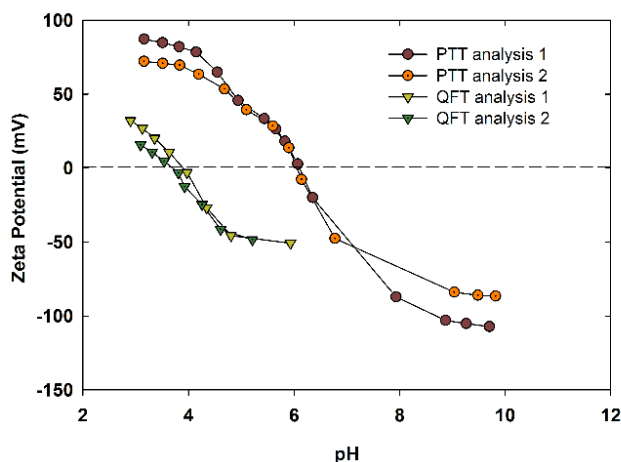 100
50
0
-50
-100
-150
Zeta Potential (mV)
PTT analysis 1
PTT analysis 2
QFT analysis 1
QFT analysis 2
2 4 6 8 10 12
pH